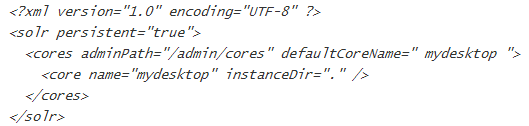 <?xml version="1.0" encoding="UTF-8" ?>
<solr persistent="true">
<cores adminPath="/admin/cores" defaultCoreName=" mydesktop ">
<core name="mydesktop" instanceDir="." />
</cores>
</solr>